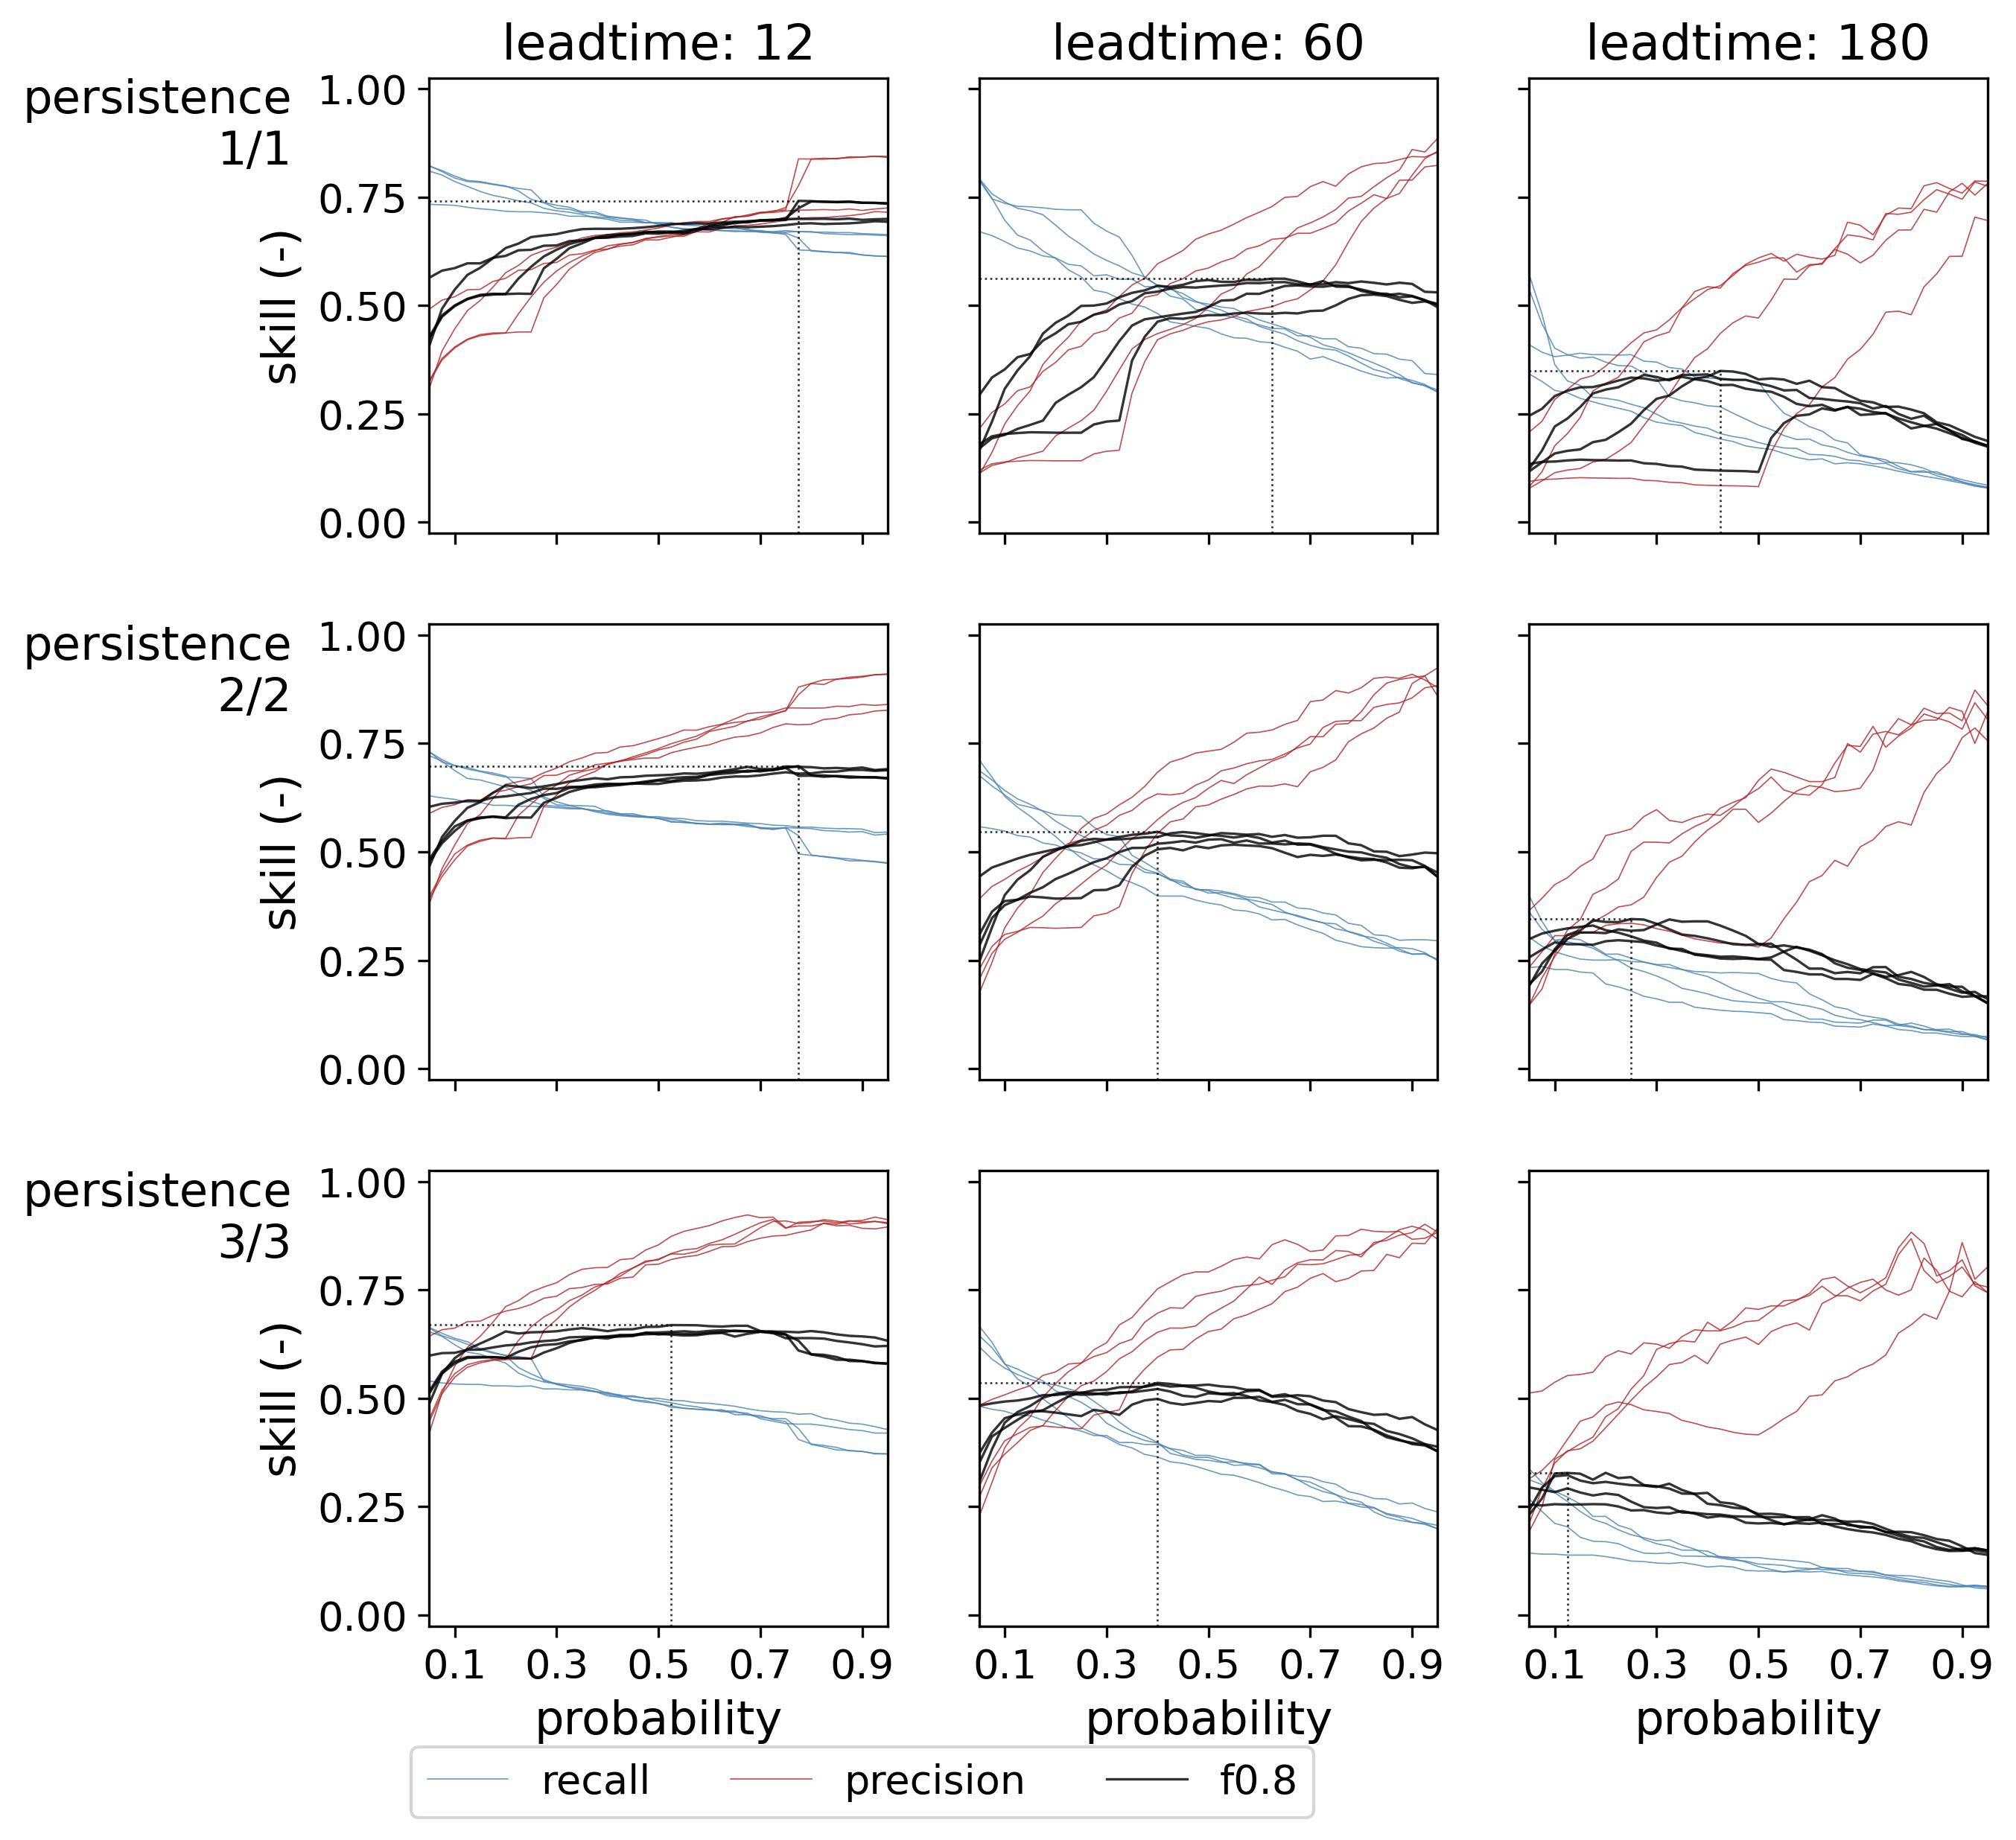 leadtime: 12 leadtime: 60 leadtime: 180
persistence
1/1
1.00
0.75
0.50
0.25
0.00
skill (-)
persistence
2/2
1.00
0.75
0.50
0.25
0.00
skill (-)
persistence
3/3
1.00
0.75
0.50
0.25
0.00
skill (-)
0.1 0.3 0.5 0.7 0.9 0.1 0.3 0.5 0.7 0.9 0.1 0.3 0.5 0.7 0.9
probability probability probability
recall precision f0.8